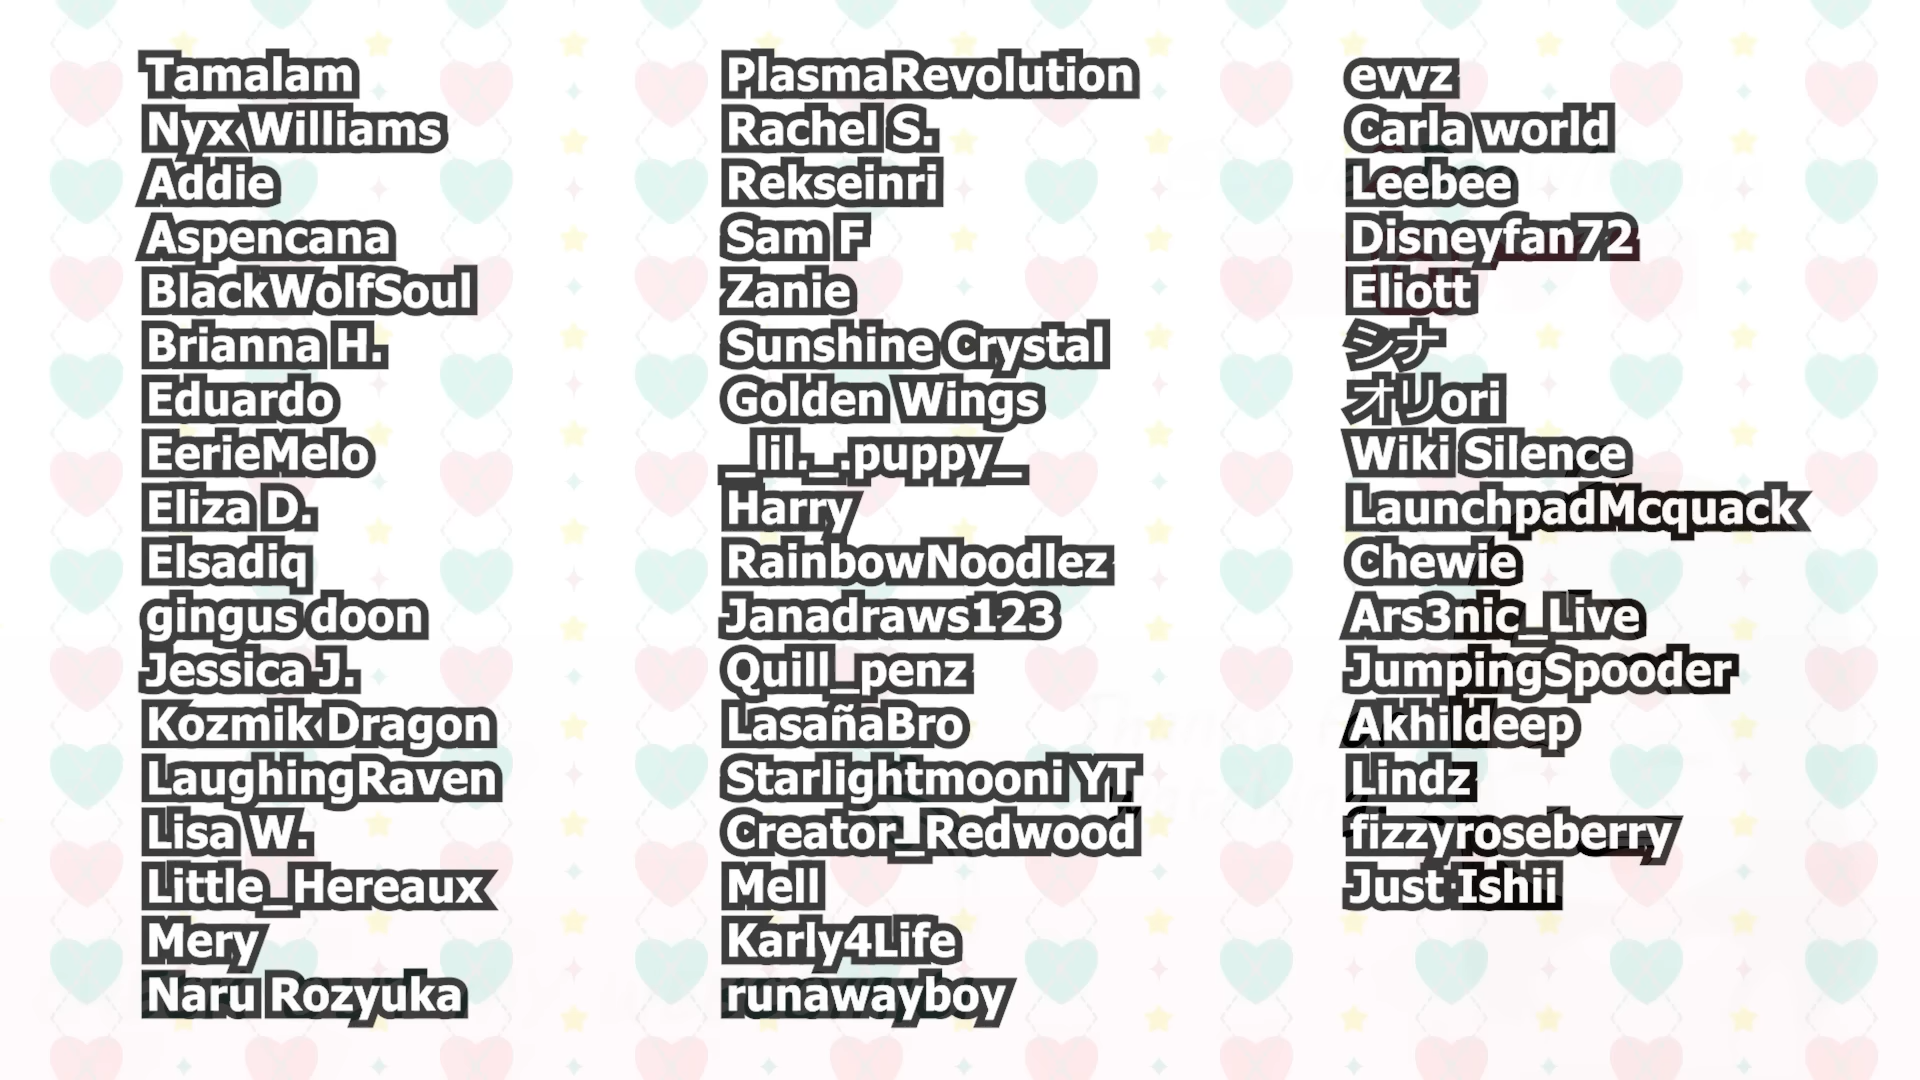 Tamalam
Nyx Williams
Addie
Aspencana
BlackWolfSoul
Brianna H.
Eduardo
EerieMelo
Eliza D.
Elsadiq
gingus doon
Jessica J.
Kozmik Dragon
LaughingRaven
Lisa W.
Little_Hereaux
Mery
Naru Rozyuka
PlasmaRevolution
Rachel S.
Rekseinri
Sam F
Zanie
Sunshine Crystal
Golden Wings
_lil._.puppy_
Harry
RainbowNoodlez
Janadraws123
Quill_penz
LasañaBro
Starlightmooni YT
Creator_Redwood
Mell
Karly4Life
runawayboy
evvz
Carla world
Leebee
Disneyfan72
Eliott
シナ
オリori
Wiki Silence
LaunchpadMcquack
Chewie
Ars3nic_Live
JumpingSpooder
Akhildeep
Lindz
fizzyroseberry
Just Ishii